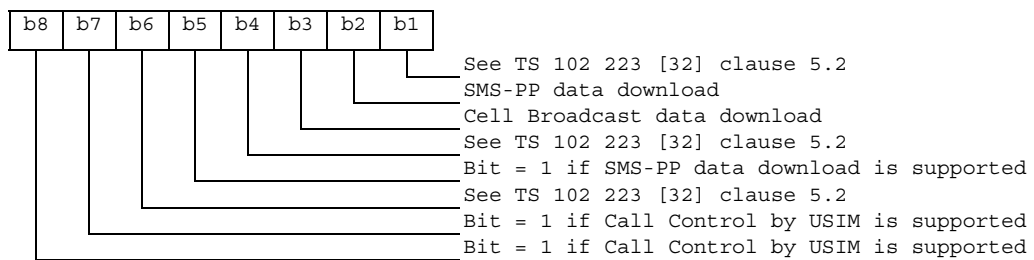 b8 b7 b6 b5 b4 b3 b2 b1
See TS 102 223 [32] clause 5.2
SMS-PP data download
Cell Broadcast data download
See TS 102 223 [32] clause 5.2
Bit = 1 if SMS-PP data download is supported
See TS 102 223 [32] clause 5.2
Bit = 1 if Call Control by USIM is supported
Bit = 1 if Call Control by USIM is supported